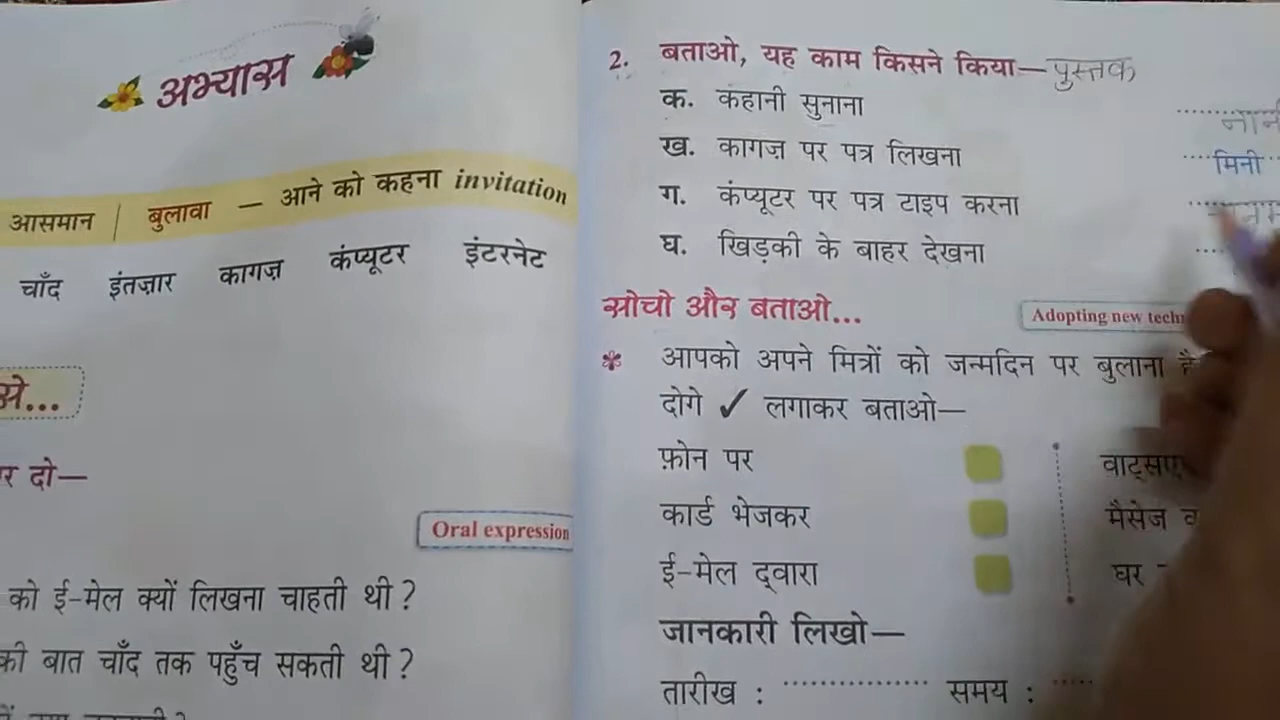 अभ्यास
आसमान | बुलावा — आने को कहना invitation
चाँद इंतज़ार कागज़ कंप्यूटर इंटरनेट
दो—
Oral expression
को ई-मेल क्यों लिखना चाहती थी ?
की बात चाँद तक पहुँच सकती थी ?
2. बताओ, यह काम किसने किया— पुस्तक
क. कहानी सुनाना
ख. कागज़ पर पत्र लिखना मिनी
ग. कंप्यूटर पर पत्र टाइप करना
घ. खिड़की के बाहर देखना
सोचो और बताओ...
Adopting new
आपको अपने मित्रों को जन्मदिन पर बुलाना
दोगे ✓ लगाकर बताओ—
फ़ोन पर
कार्ड भेजकर मैसेज
ई-मेल द्वारा घर
जानकारी लिखो—
तारीख : समय :